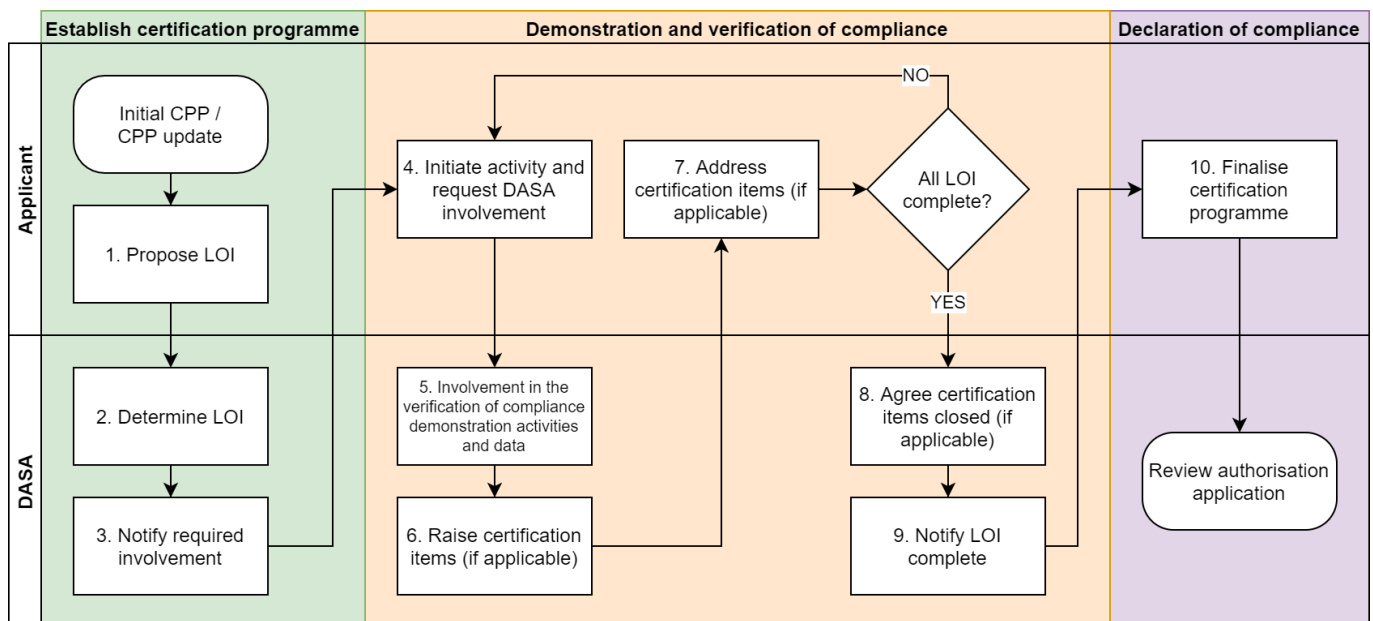 Establish certification programme
Demonstration and verification of compliance
Declaration of compliance
Applicant
Initial CPP /
CPP update
1. Propose LOI
4. Initiate activity and
request DASA
involvement
7. Address
certification items (if
applicable)
NO
All LOI
complete?
YES
10. Finalise
certification
programme
DASA
2. Determine LOI
3. Notify required
involvement
5. Involvement in the
verification of compliance
demonstration activities
and data
6. Raise certification
items (if applicable)
8. Agree certification
items closed (if
applicable)
9. Notify LOI
complete
Review authorisation
application